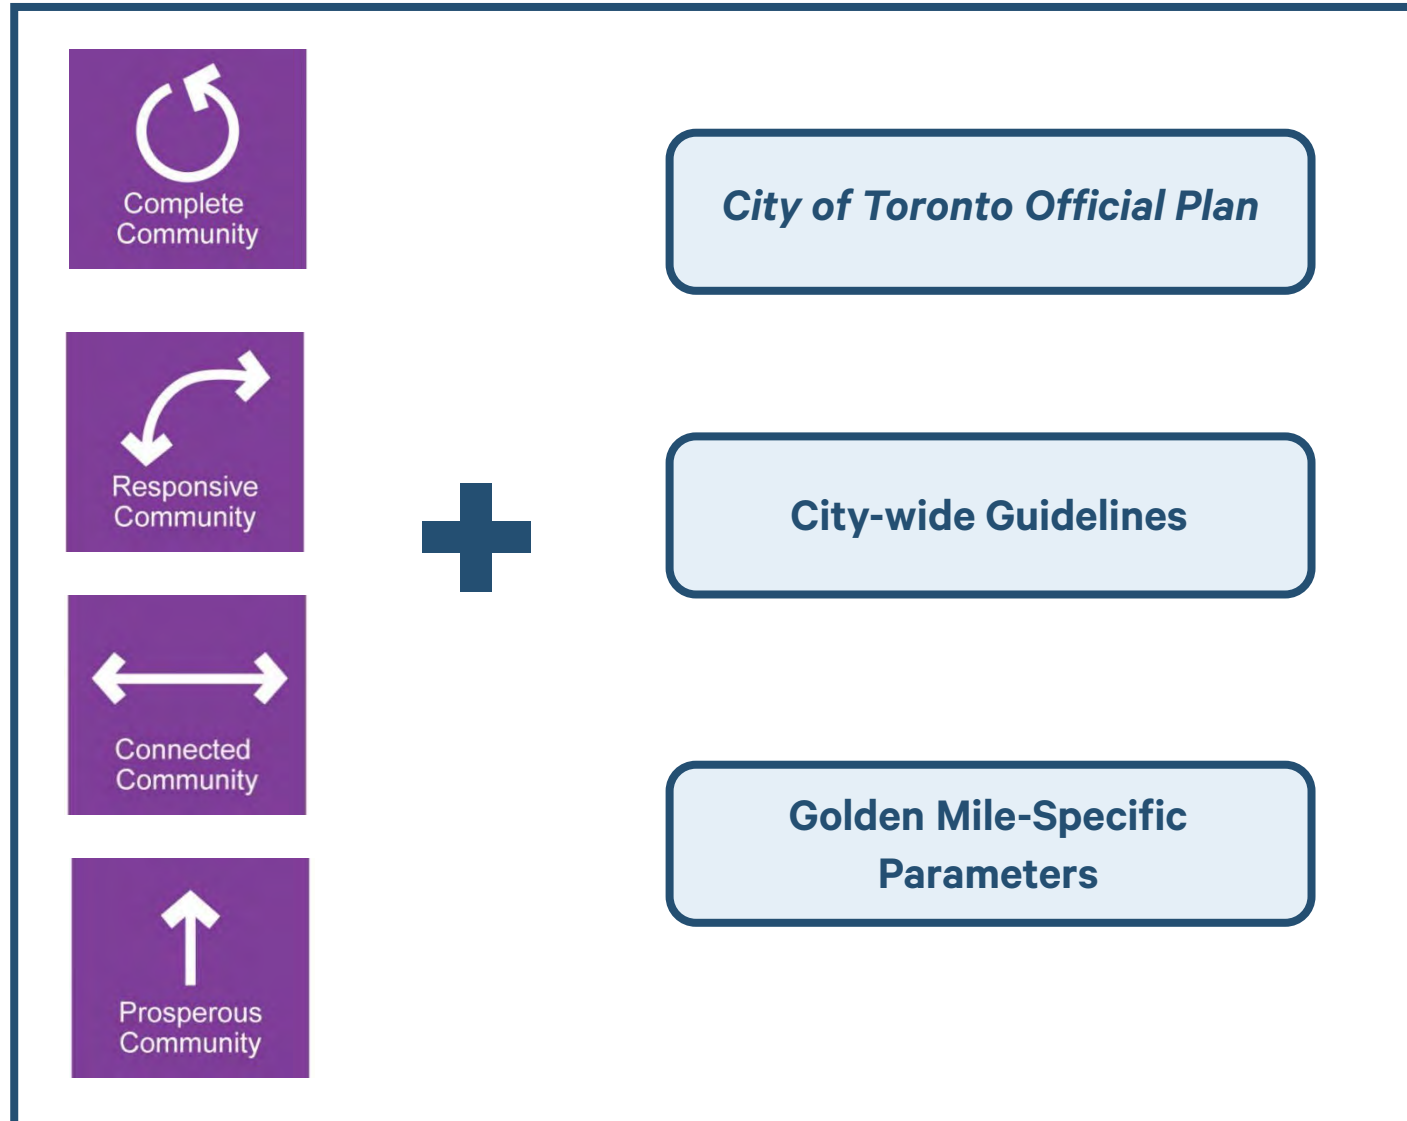 Complete
Community
Responsive
Community
Connected
Community
Prosperous
Community
City of Toronto Official Plan
City-wide Guidelines
Golden Mile-Specific
Parameters